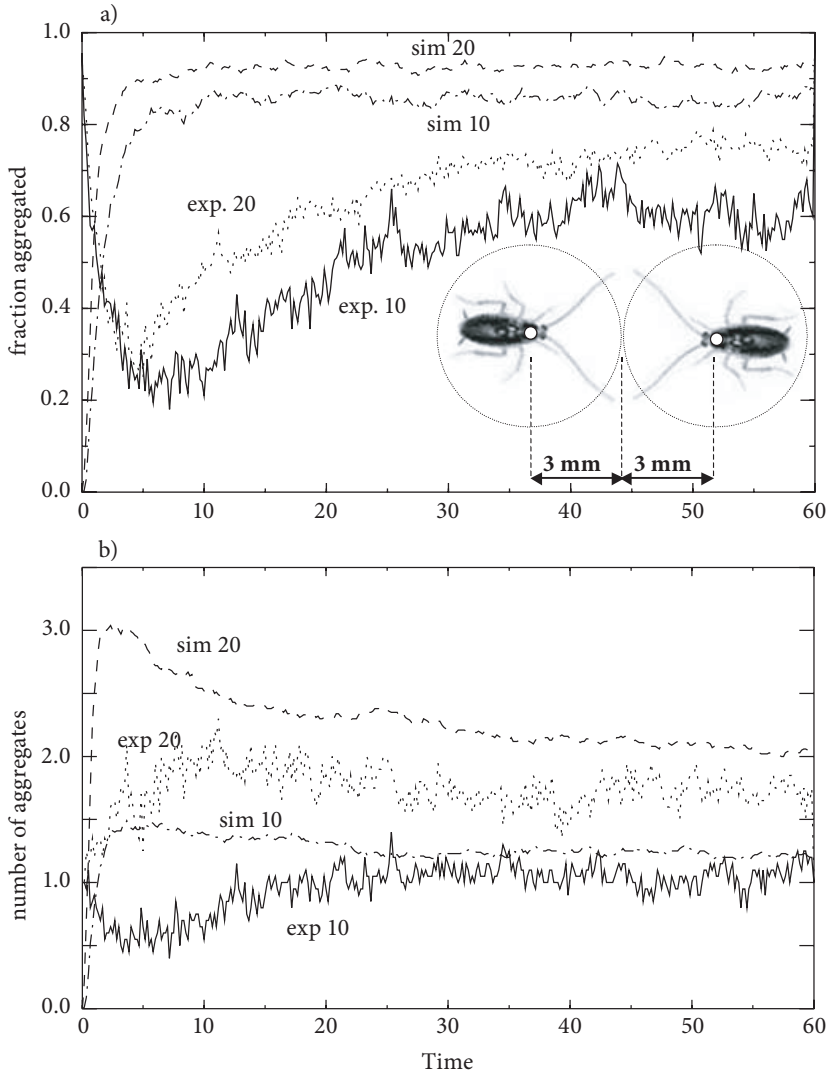 a)
1.0
0.8
0.6
0.4
0.2
0.0
fraction aggregated
sim 20
sim 10
exp. 20
exp. 10
3 mm 3 mm
0 10 20 30 40 50 60
b)
3.0
2.0
1.0
0.0
number of aggregates
sim 20
exp 20
sim 10
exp 10
0 10 20 30 40 50 60
Time